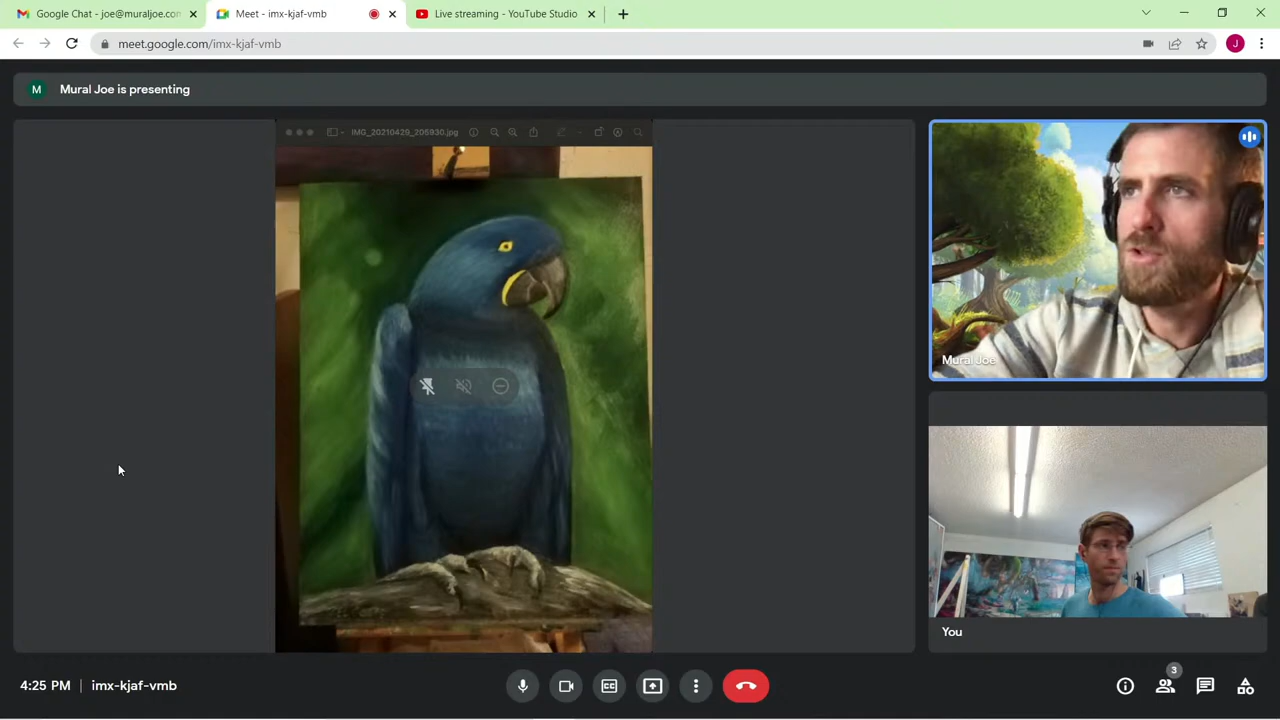 Google Chat - joe@muraljoe.com
Meet - imx-kjaf-vmb
Live streaming - YouTube Studio
meet.google.com/imx-kjaf-vmb
J
M
Mural Joe is presenting
IMG_20210429_205930.jpg
Mural Joe
You
4:25 PM | imx-kjaf-vmb
CC
3